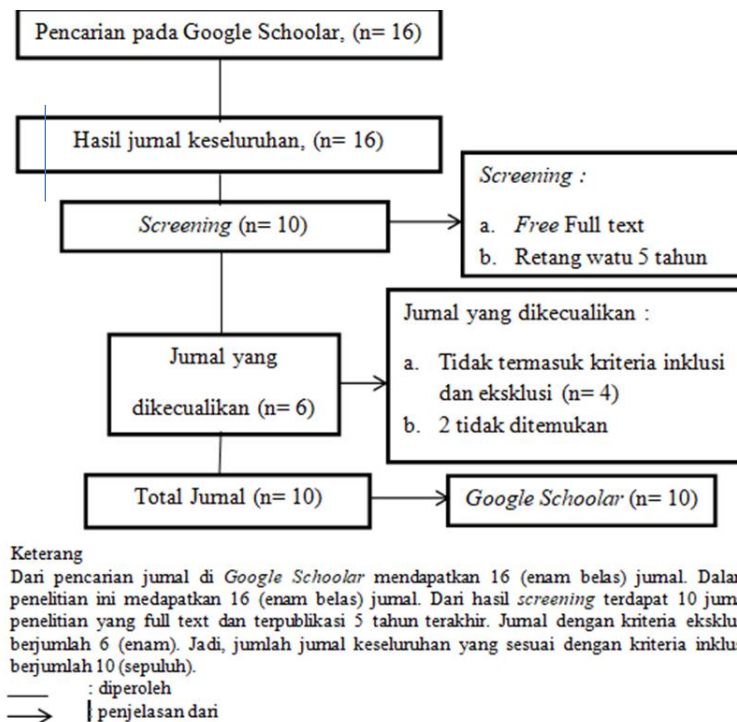 Pencarian pada Google Schoolar, (n= 16)
Hasil jurnal keseluruhan, (n= 16)
Screening (n= 10)
Screening :
a. Free Full text
b. Retang watu 5 tahun
Jurnal yang
dikecualikan (n= 6)
Jurnal yang dikecualikan :
a. Tidak termasuk kriteria inklusi
dan eksklusi (n= 4)
b. 2 tidak ditemukan
Total Jurnal (n= 10)
Google Schoolar (n= 10)
Keterang
Dari pencarian jurnal di Google Schoolar mendapatkan 16 (enam belas) jurnal. Dalar
penelitian ini medapatkan 16 (enam belas) jurnal. Dari hasil screening terdapat 10 jurn
penelitian yang full text dan terpublikasi 5 tahun terakhir. Jurnal dengan kriteria eksklu
berjumlah 6 (enam). Jadi, jumlah jurnal keseluruhan yang sesuai dengan kriteria inklu
berjumlah 10 (sepuluh).
: diperoleh
: penjelasan dari